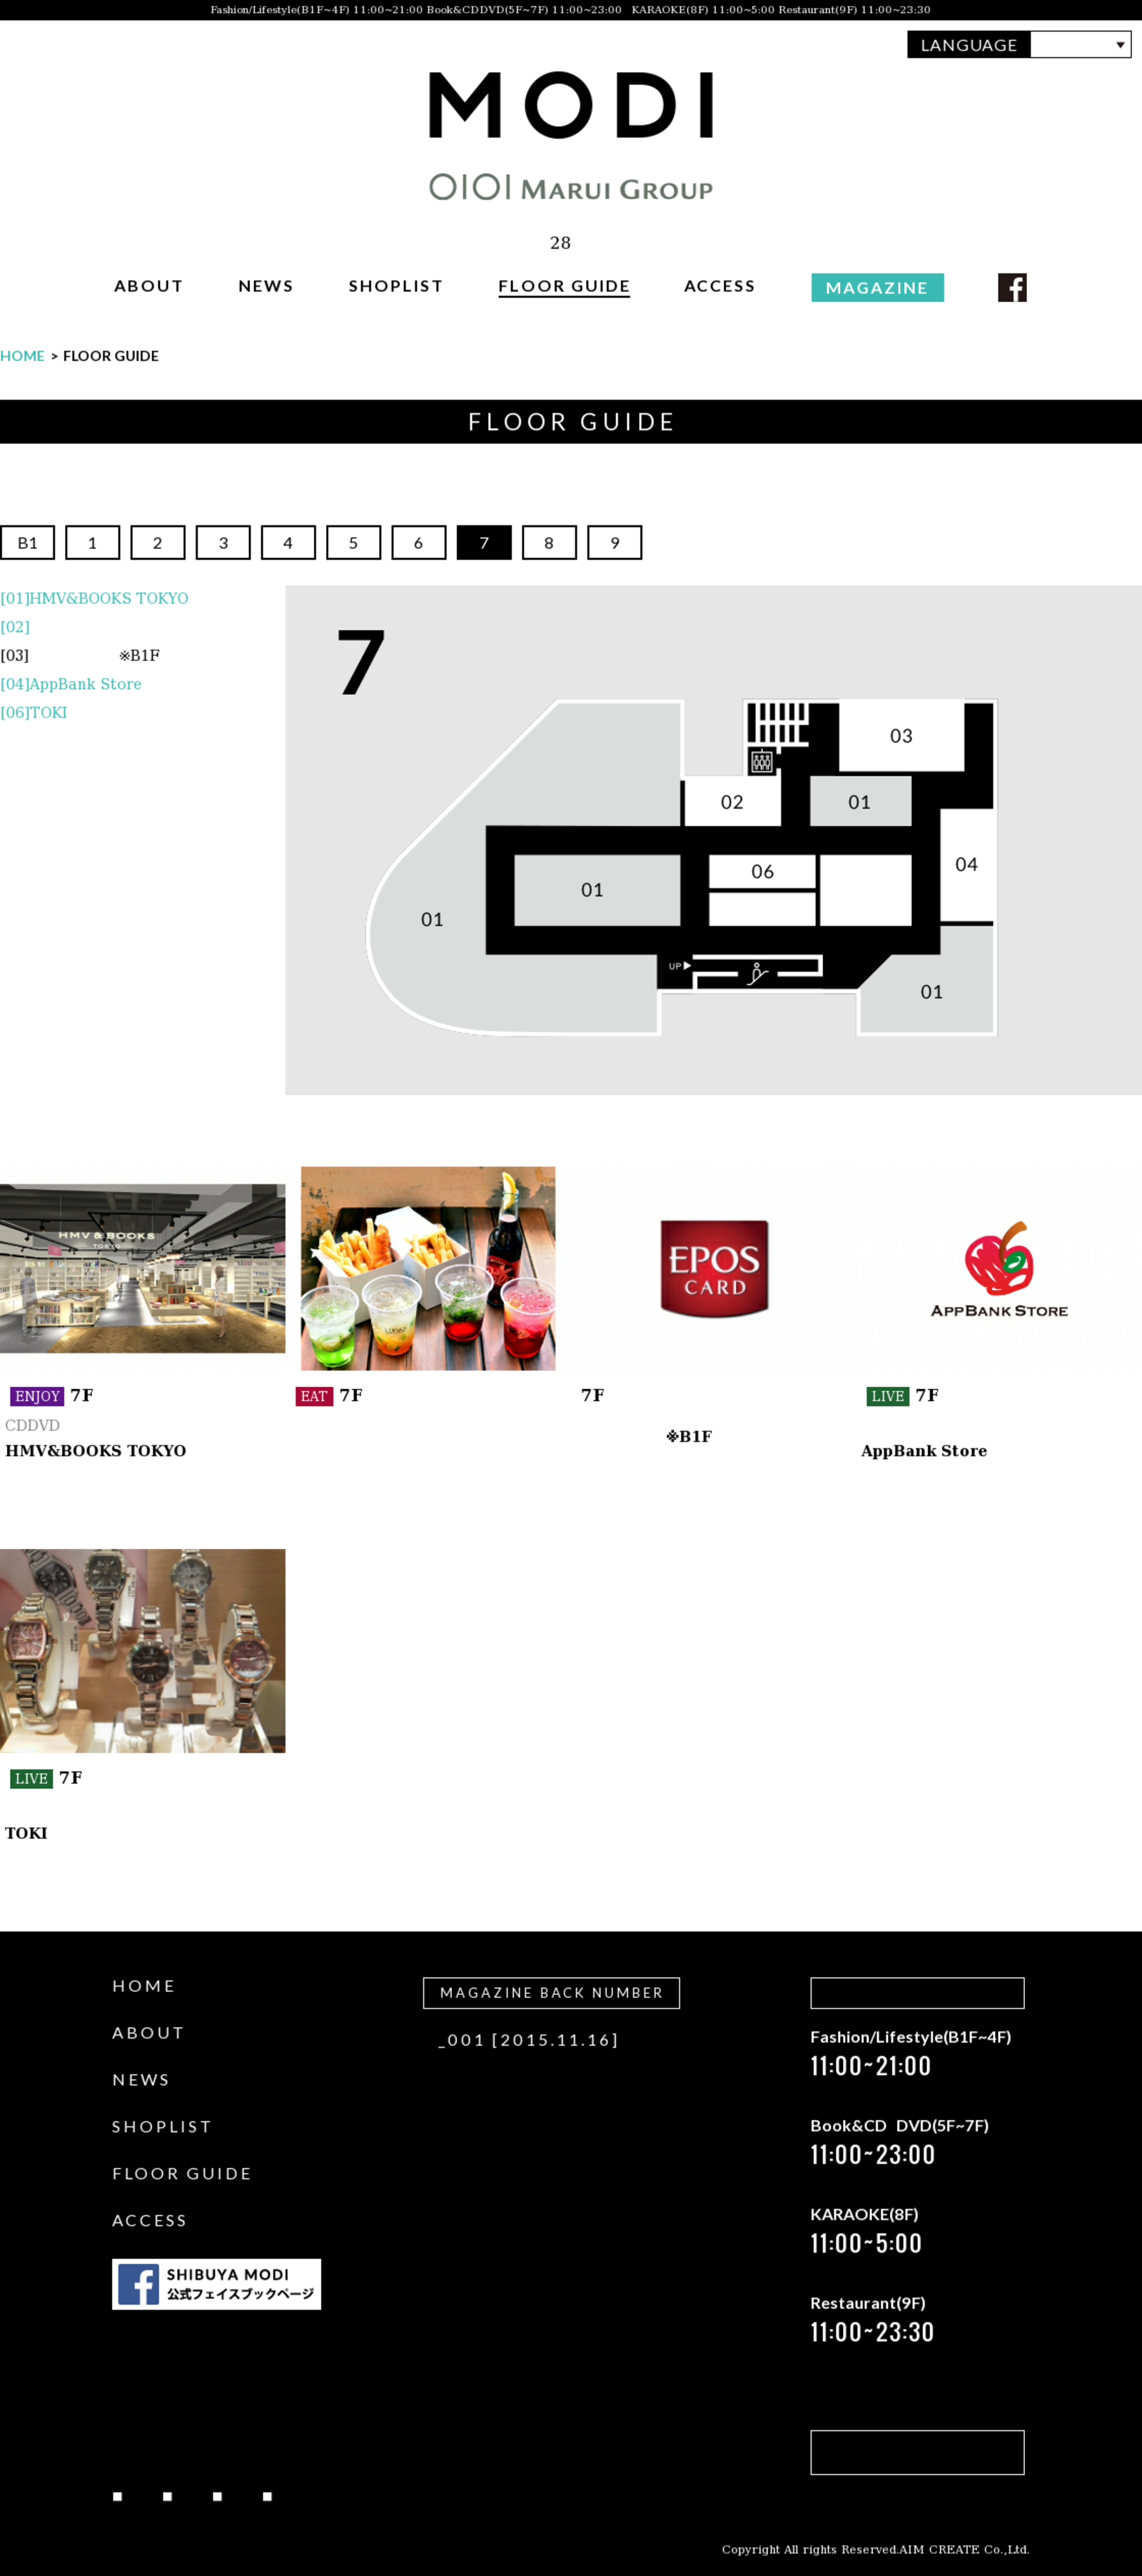 Fashion/Lifestyle(B1F~4F) 11:00~21:00 Book&CDDVD(5F~7F) 11:00~23:00 KARAOKE(8F) 11:00~5:00 Restaurant(9F) 11:00~23:30
LANGUAGE
MODI
OIOI MARUI GROUP
28
ABOUT NEWS SHOPLIST FLOOR GUIDE ACCESS MAGAZINE
HOME > FLOOR GUIDE
FLOOR GUIDE
B1 1 2 3 4 5 6 7 8 9
[01]HMV&BOOKS TOKYO
[02]
[03] ※B1F
[04]AppBank Store
[06]TOKI
7
03
02 01
04
06
01
01
UP
01
HMV & BOOKS
TOKYO
EPOS
CARD
APPBANK STORE
ENJOY 7F
CDDVD
HMV&BOOKS TOKYO
EAT 7F
7F
※B1F
LIVE 7F
AppBank Store
LIVE 7F
TOKI
HOME
ABOUT
NEWS
SHOPLIST
FLOOR GUIDE
ACCESS
SHIBUYA MODI
公式フェイスブックページ
MAGAZINE BACK NUMBER
_001 [2015.11.16]
Fashion/Lifestyle(B1F~4F)
11:00~21:00
Book&CD DVD(5F~7F)
11:00~23:00
KARAOKE(8F)
11:00~5:00
Restaurant(9F)
11:00~23:30
Copyright All rights Reserved.AIM CREATE Co.,Ltd.